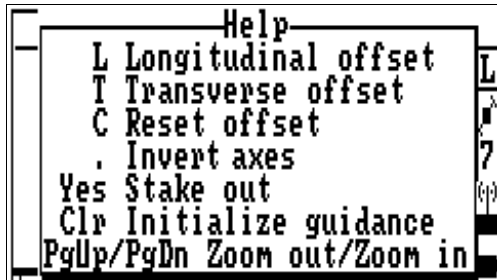 Help
L Longitudinal offset
T Transverse offset
C Reset offset
. Invert axes
Yes Stake out
Clr Initialize guidance
PgUp/PgDn Zoom out/Zoom in
L
7